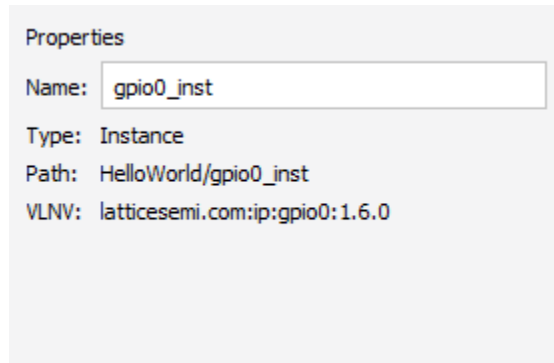 Properties
Name: gpio0_inst
Type: Instance
Path: HelloWorld/gpio0_inst
VLNV: latticesemi.com:ip:gpio0:1.6.0